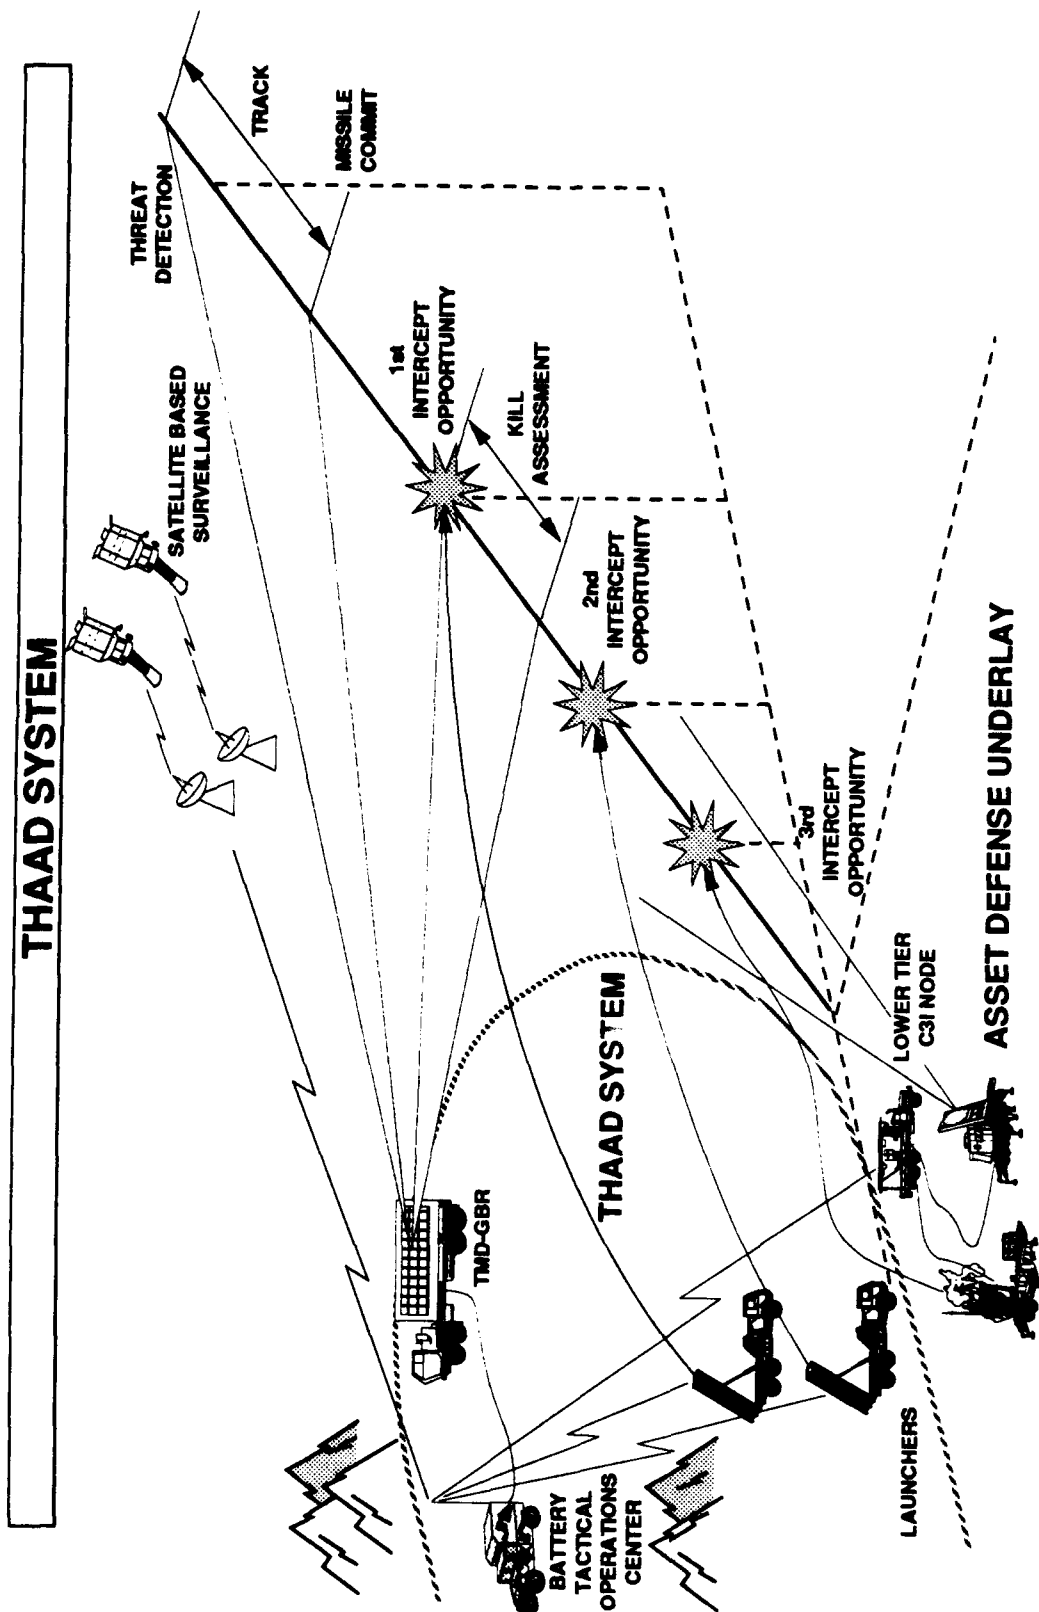 THAAD SYSTEM
SATELLITE BASED
SURVEILLANCE
THREAT
DETECTION
TRACK
MISSILE
COMMIT
1st
INTERCEPT
OPPORTUNITY
KILL
ASSESSMENT
2nd
INTERCEPT
OPPORTUNITY
3rd
INTERCEPT
OPPORTUNITY
TMD-GBR
THAAD SYSTEM
BATTERY
TACTICAL
OPERATIONS
CENTER
LAUNCHERS
LOWER TIER
C3I NODE
ASSET DEFENSE UNDERLAY